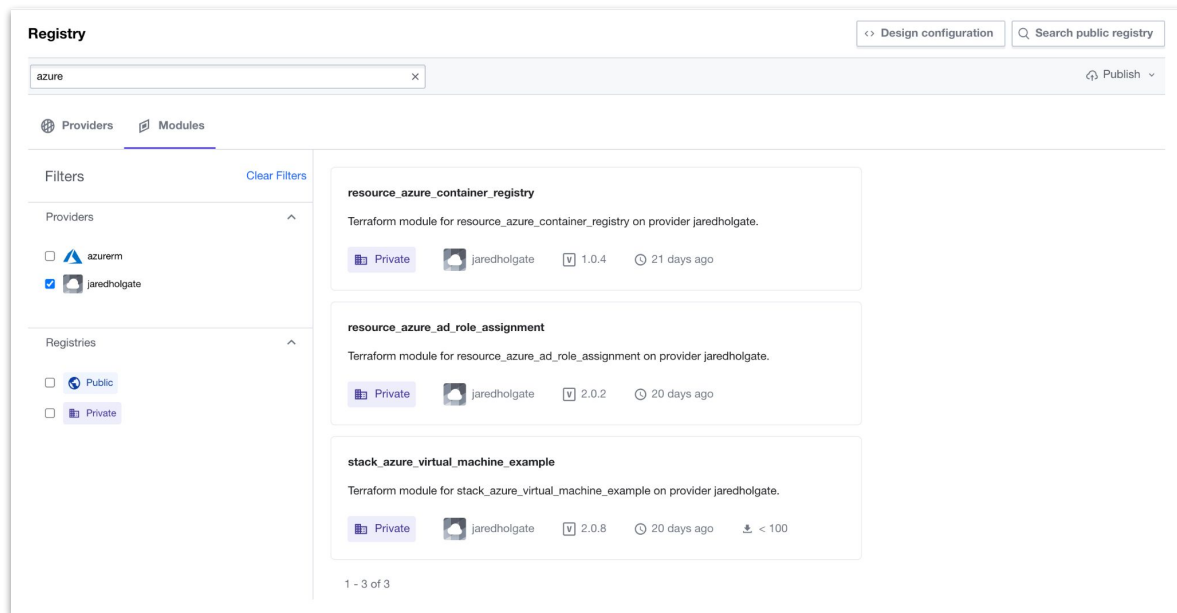 Registry
<> Design configuration
Search public registry
azure
Publish
Providers
Modules
Filters
Clear Filters
Providers
azurerm
jaredholgate
Registries
Public
Private
resource_azure_container_registry
Terraform module for resource_azure_container_registry on provider jaredholgate.
Private jaredholgate V 1.0.4 21 days ago
resource_azure_ad_role_assignment
Terraform module for resource_azure_ad_role_assignment on provider jaredholgate.
Private jaredholgate V 2.0.2 20 days ago
stack_azure_virtual_machine_example
Terraform module for stack_azure_virtual_machine_example on provider jaredholgate.
Private jaredholgate V 2.0.8 20 days ago < 100
1 - 3 of 3